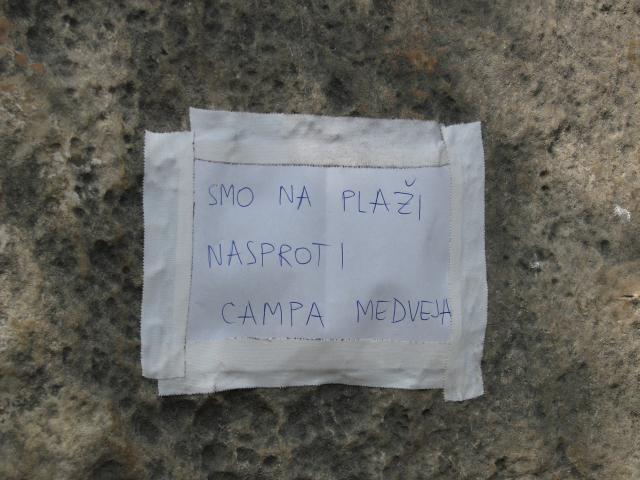 SMO NA PLAŽI
NASPROTI
CAMPA MEDVEJA